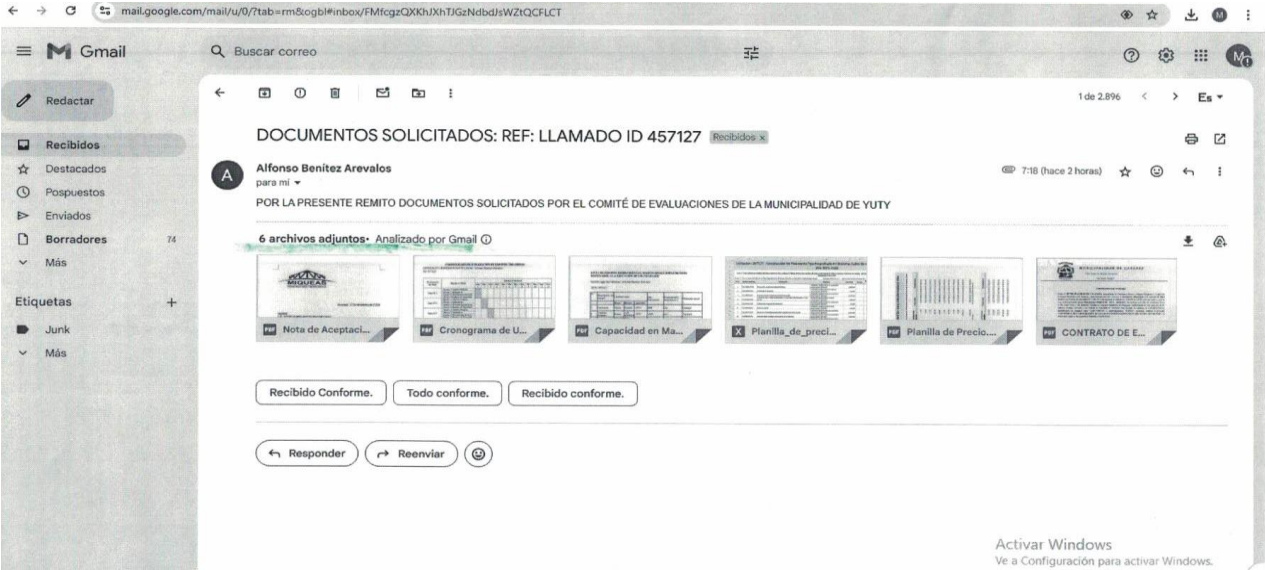 mail.google.com/mail/u/0/?tab=rm&ogbl#inbox/FMfcgzQXKhJXhTJGzNdbdJsWZtQCFLCT
M
Gmail
Buscar correo
Redactar
1 de 2.896
Es
Recibidos
Destacados
Pospuestos
Enviados
Borradores 74
Más
Etiquetas
Junk
Más
DOCUMENTOS SOLICITADOS: REF: LLAMADO ID 457127 Recibidos x
A
Alfonso Benítez Arevalos
7:18 (hace 2 horas)
para mí
POR LA PRESENTE REMITO DOCUMENTOS SOLICITADOS POR EL COMITÉ DE EVALUACIONES DE LA MUNICIPALIDAD DE YUTY
6 archivos adjuntos• Analizado por Gmail
MIQUEAS
PDF Nota de Aceptaci...
PDF Cronograma de U...
PDF Capacidad en Ma...
X Planilla_de_preci...
PDF Planilla de Precio....
PDF CONTRATO DE E...
Recibido Conforme.
Todo conforme.
Recibido conforme.
Responder
Reenviar
Activar Windows
Ve a Configuración para activar Windows.